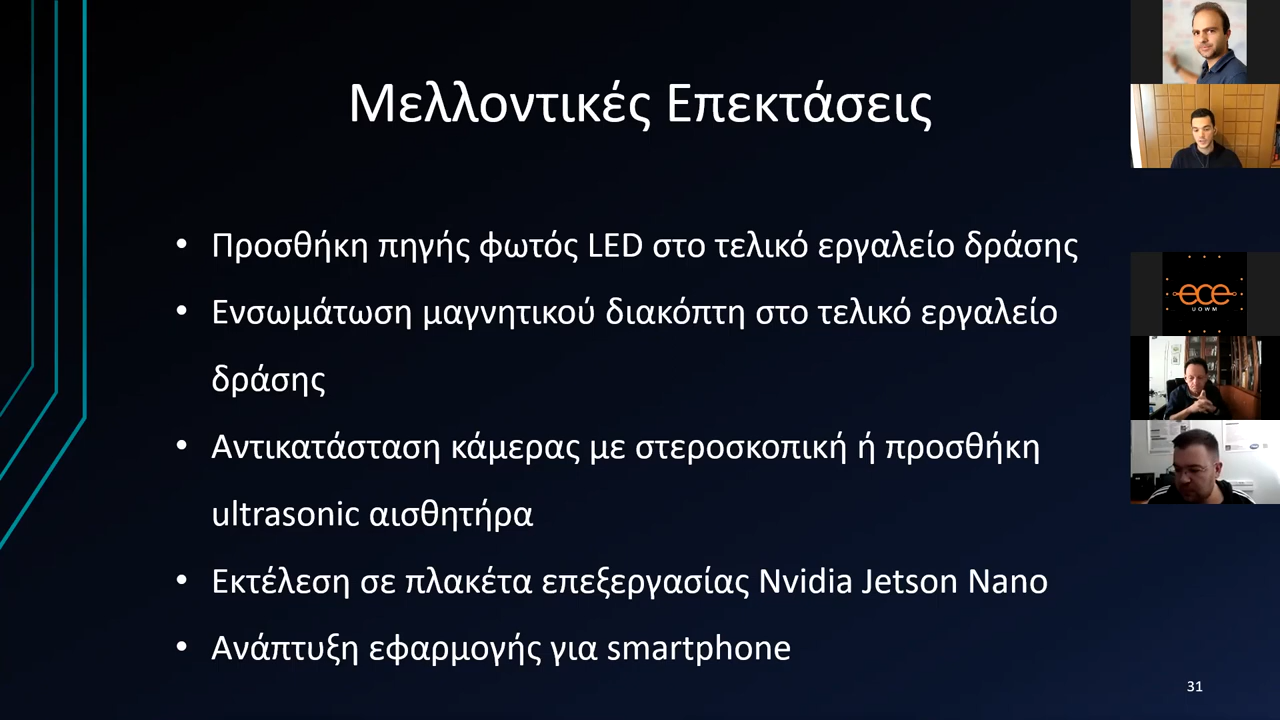 Μελλοντικές Επεκτάσεις
• Προσθήκη πηγής φωτός LED στο τελικό εργαλείο δράσης
• Ενσωμάτωση μαγνητικού διακόπτη στο τελικό εργαλείο
δράσης
• Αντικατάσταση κάμερας με στεροσκοπική ή προσθήκη
ultrasonic αισθητήρα
• Εκτέλεση σε πλακέτα επεξεργασίας Nvidia Jetson Nano
• Ανάπτυξη εφαρμογής για smartphone
31
ece
UOWM